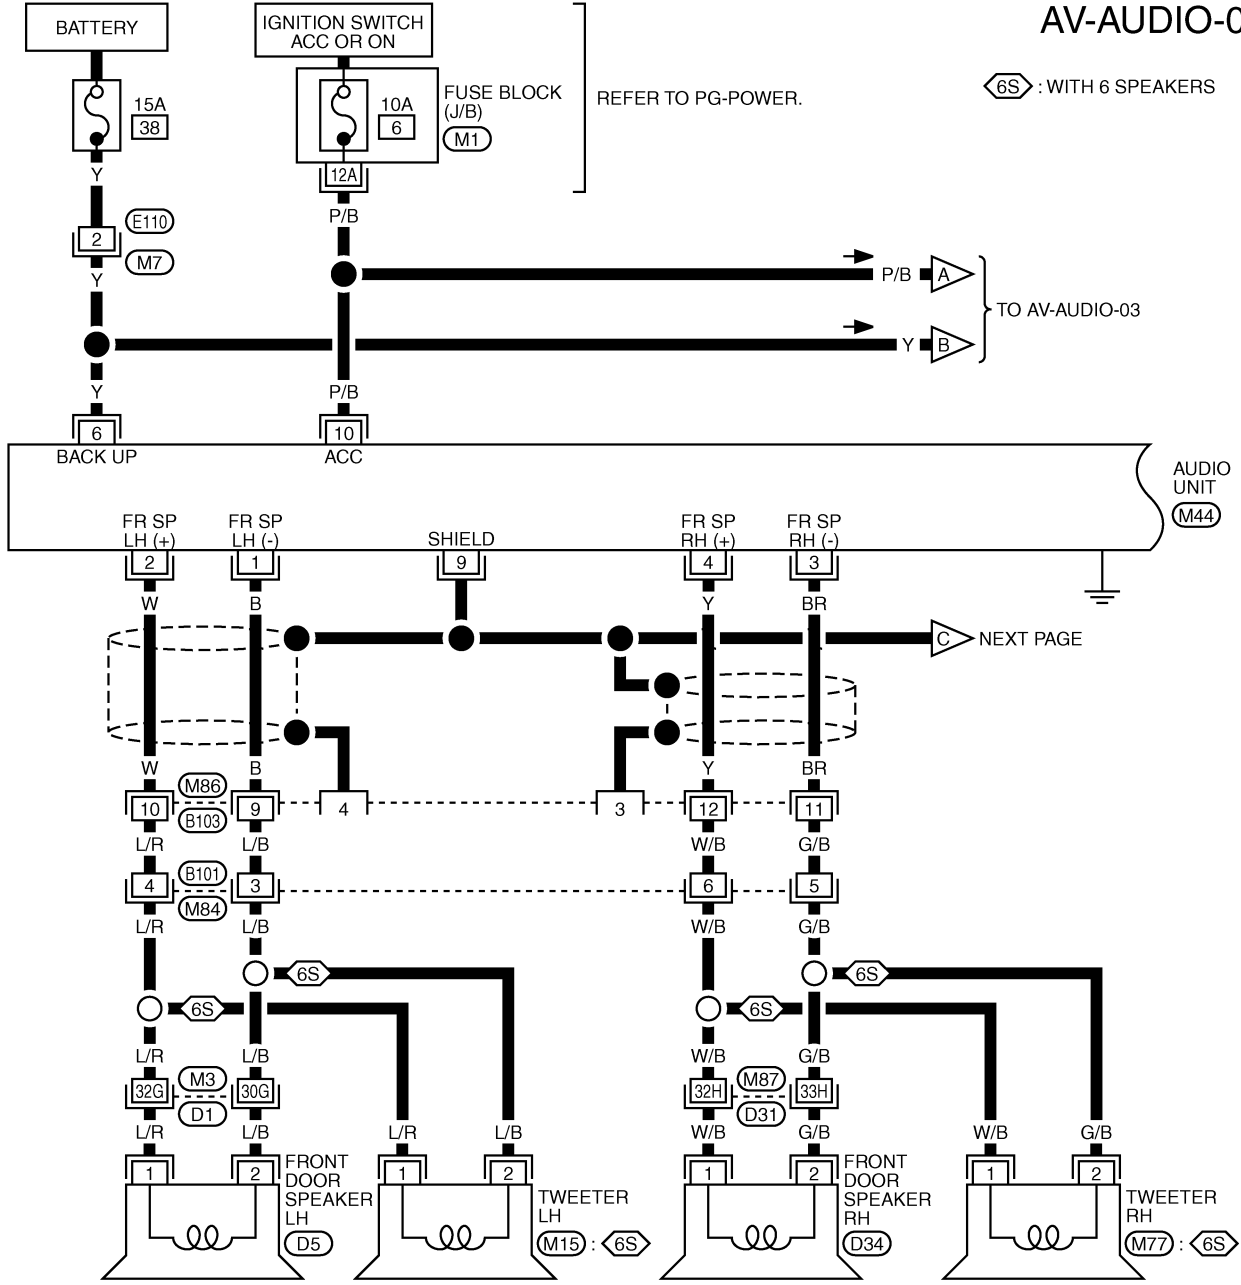 AV-AUDIO-0
BATTERY
IGNITION SWITCH
ACC OR ON
6S : WITH 6 SPEAKERS
15A
38
10A
6
FUSE BLOCK
(J/B)
M1
REFER TO PG-POWER.
Y
12A
P/B
E110
2
M7
Y
P/B
A
TO AV-AUDIO-03
Y
B
Y
P/B
6
10
BACK UP
ACC
AUDIO
UNIT
M44
FR SP
LH (+)
FR SP
LH (-)
SHIELD
FR SP
RH (+)
FR SP
RH (-)
2
1
9
4
3
W
B
Y
BR
C
NEXT PAGE
W
B
Y
BR
M86
10
9
4
3
12
11
B103
L/R
L/B
W/B
G/B
B101
4
3
6
5
M84
L/R
L/B
W/B
G/B
6S
6S
6S
6S
L/R
L/B
W/B
G/B
M3
M87
32G
30G
32H
33H
D1
D31
L/R
L/B
L/R
L/B
W/B
G/B
W/B
G/B
1
2
1
2
1
2
1
2
FRONT
DOOR
SPEAKER
LH
D5
TWEETER
LH
M15 : 6S
FRONT
DOOR
SPEAKER
RH
D34
TWEETER
RH
M77 : 6S